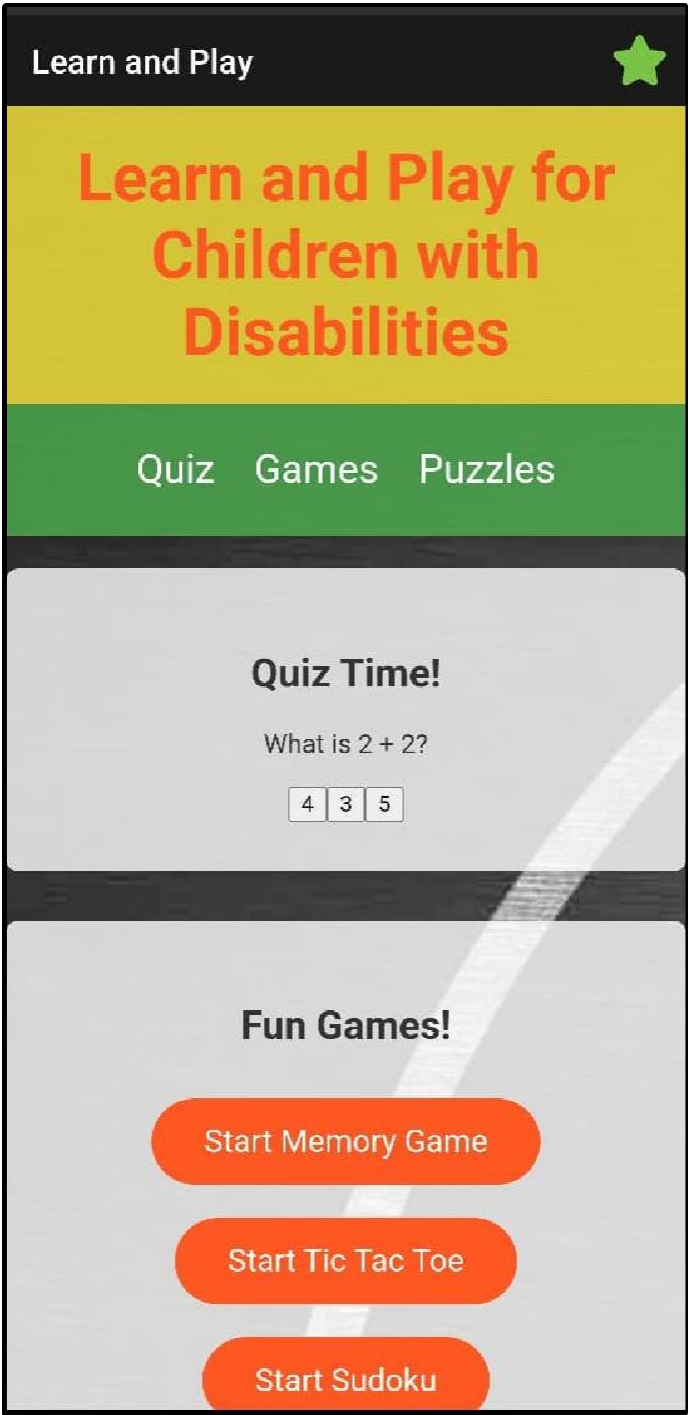 Learn and Play
Learn and Play for
Children with
Disabilities
Quiz Games Puzzles
Quiz Time!
What is 2 + 2?
4 3 5
Fun Games!
Start Memory Game
Start Tic Tac Toe
Start Sudoku